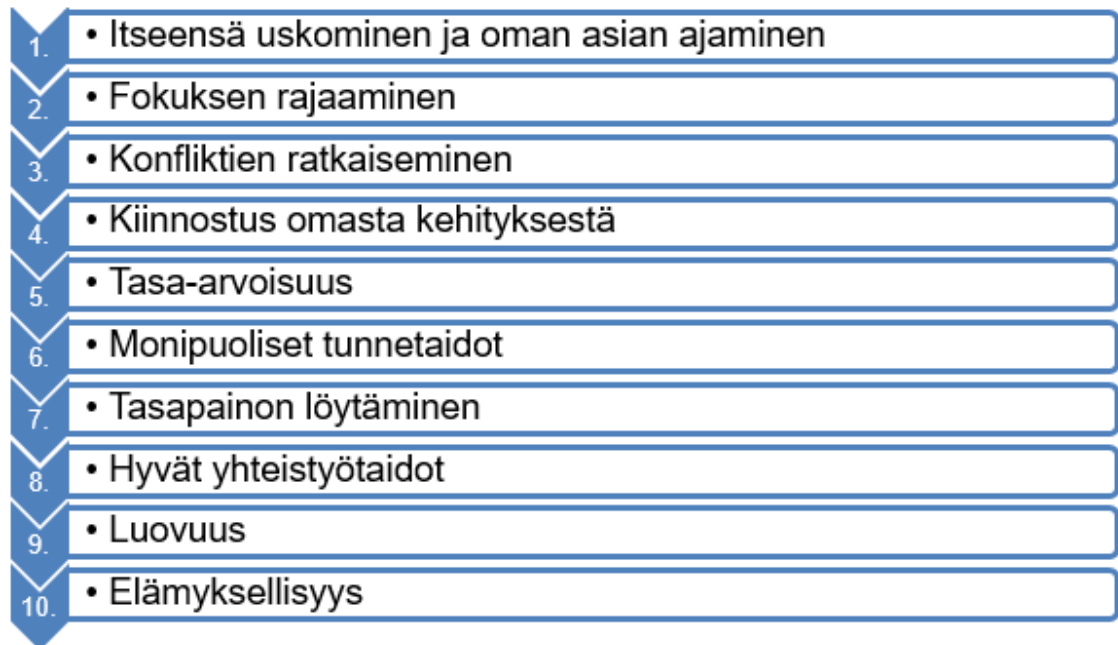 1. • Itseensä uskominen ja oman asian ajaminen
2. • Fokuksen rajaaminen
3. • Konfliktien ratkaiseminen
4. • Kiinnostus omasta kehityksestä
5. • Tasa-arvoisuus
6. • Monipuoliset tunnetaidot
7. • Tasapainon löytäminen
8. • Hyvät yhteistyötaidot
9. • Luovuus
10. • Elämyksellisyys